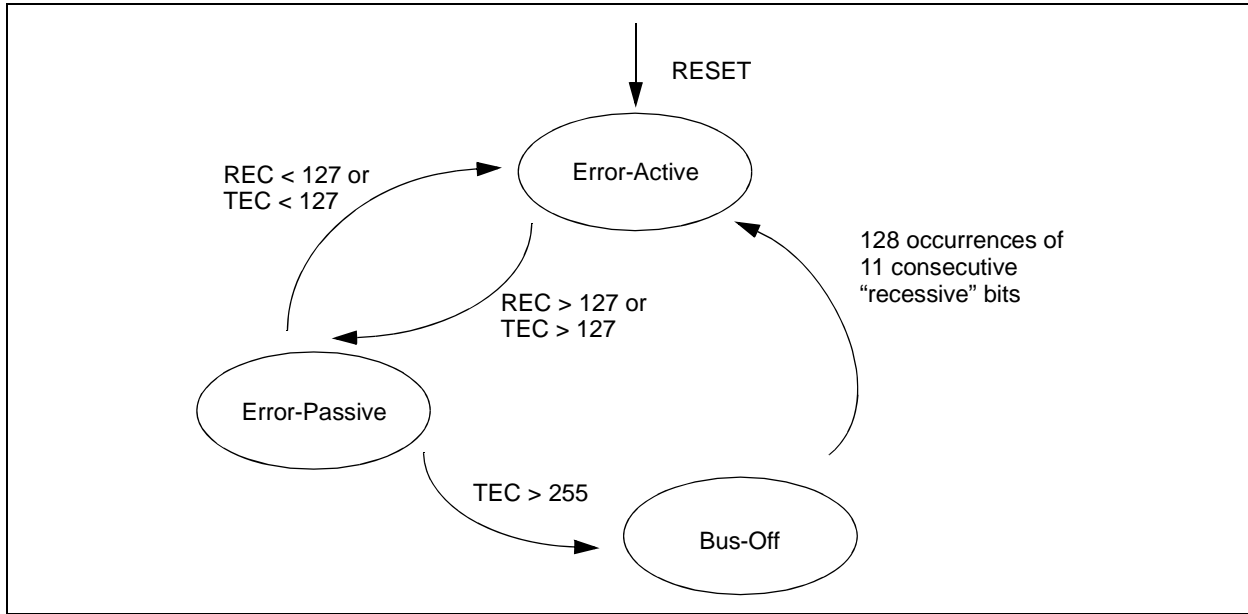 RESET
Error-Active
REC < 127 or
TEC < 127
128 occurrences of
11 consecutive
“recessive” bits
REC > 127 or
TEC > 127
Error-Passive
TEC > 255
Bus-Off